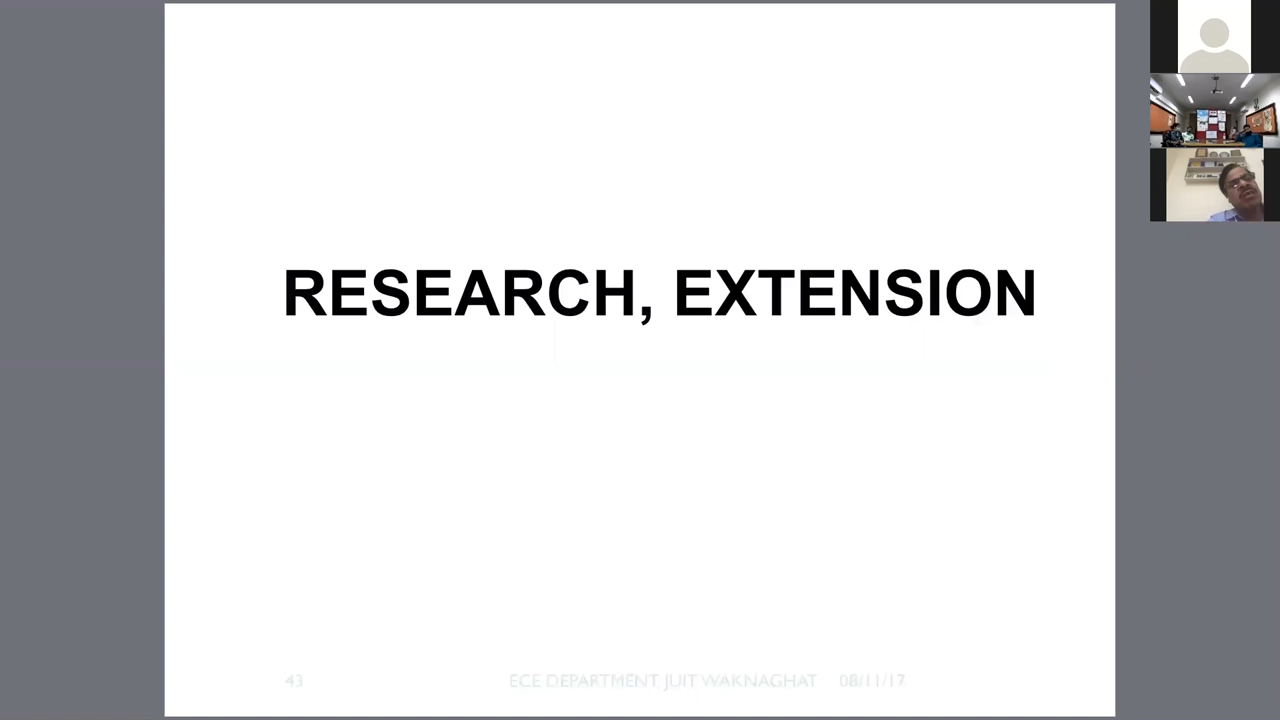 RESEARCH, EXTENSION
43 ECE DEPARTMENT JUIT WAKNAGHAT 08/11/17